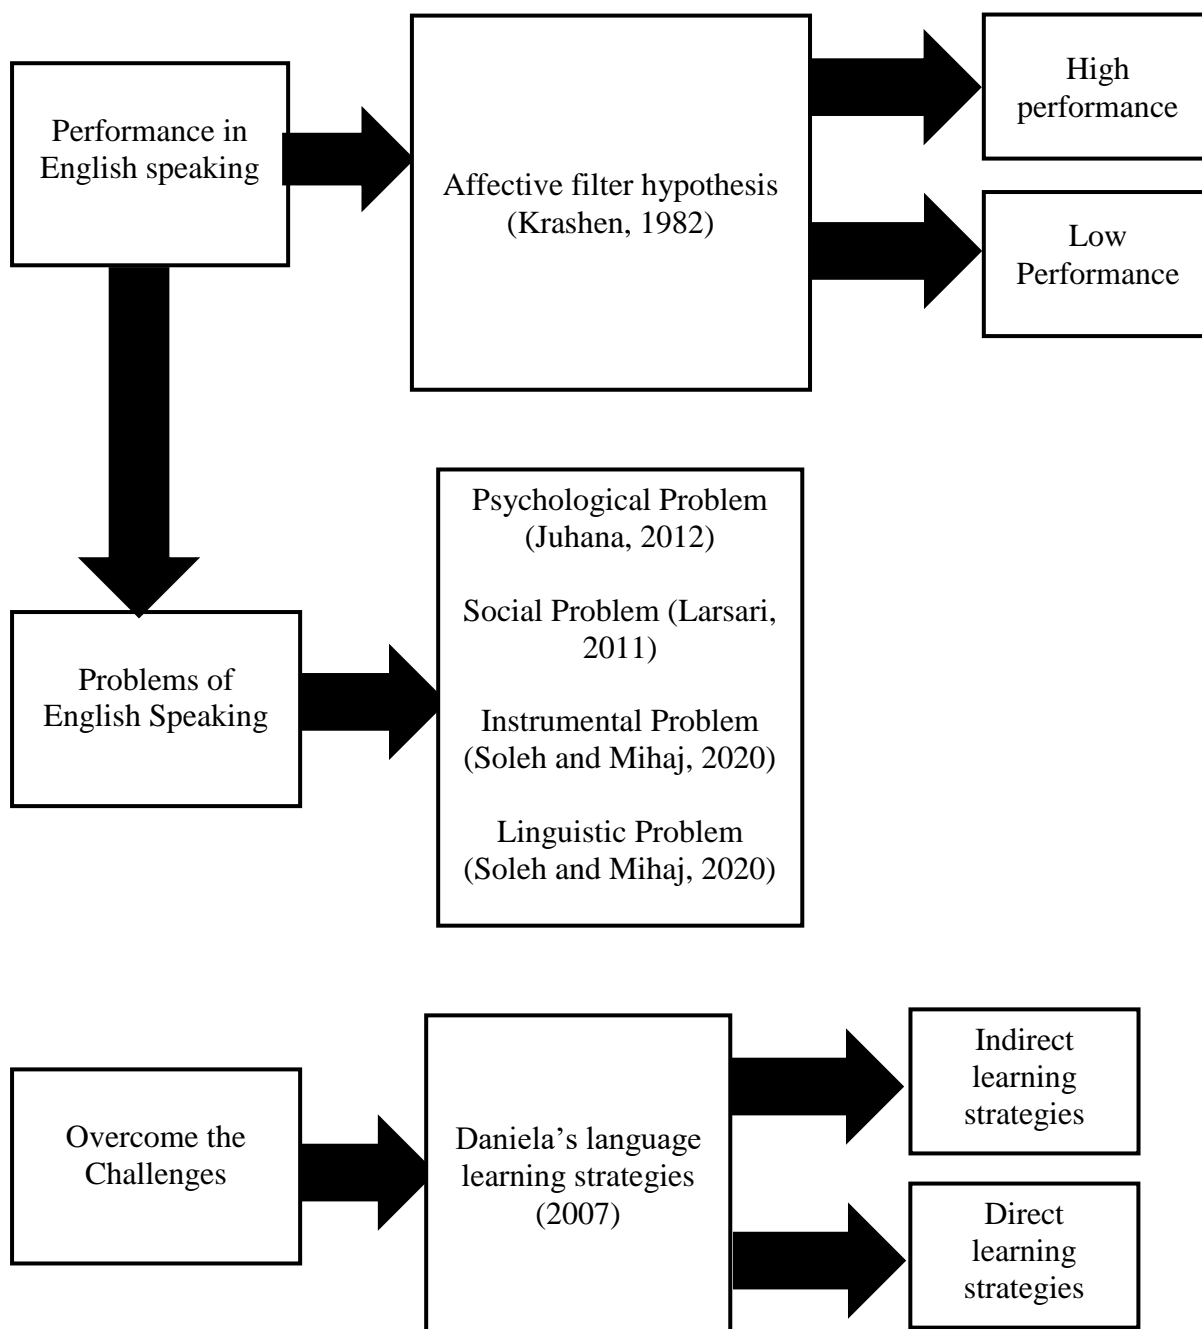 Performance in
English speaking
Affective filter hypothesis
(Krashen, 1982)
High
performance
Low
Performance
Problems of
English Speaking
Psychological Problem
(Juhana, 2012)
Social Problem (Larsari,
2011)
Instrumental Problem
(Soleh and Mihaj, 2020)
Linguistic Problem
(Soleh and Mihaj, 2020)
Overcome the
Challenges
Daniela’s language
learning strategies
(2007)
Indirect
learning
strategies
Direct
learning
strategies